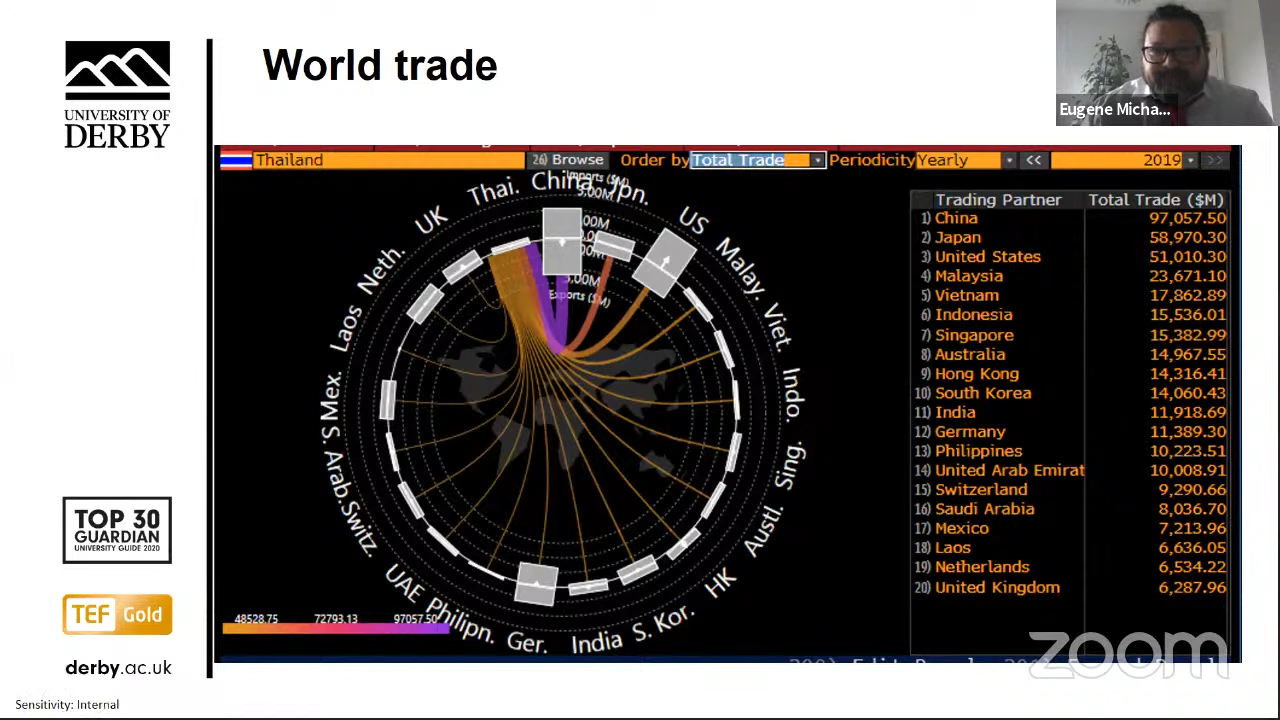 World trade
UNIVERSITY OF
DERBY
Eugene Micha...
Thailand 26) Browse Order by Total Trade Periodicity Yearly << 2019 >>
Imports ($M)
5.00M
Exports ($M)
Thai.
China
Jpn.
US
Malay.
Viet.
Indo.
Sing.
Austl.
HK
S. Kor.
India
Ger.
Philipn.
UAE
Switz.
S. Arab.
Mex.
Laos
Neth.
UK
48528.75 72793.13 97057.50
Trading Partner Total Trade ($M)
1) China 97,057.50
2) Japan 58,970.30
3) United States 51,010.30
4) Malaysia 23,671.10
5) Vietnam 17,862.89
6) Indonesia 15,536.01
7) Singapore 15,382.99
8) Australia 14,967.55
9) Hong Kong 14,316.41
10) South Korea 14,060.43
11) India 11,918.69
12) Germany 11,389.30
13) Philippines 10,223.51
14) United Arab Emirat 10,008.91
15) Switzerland 9,290.66
16) Saudi Arabia 8,036.70
17) Mexico 7,213.96
18) Laos 6,636.05
19) Netherlands 6,534.22
20) United Kingdom 6,287.96
TOP 30
GUARDIAN
UNIVERSITY GUIDE 2020
TEF Gold
derby.ac.uk
zoom
Sensitivity: Internal